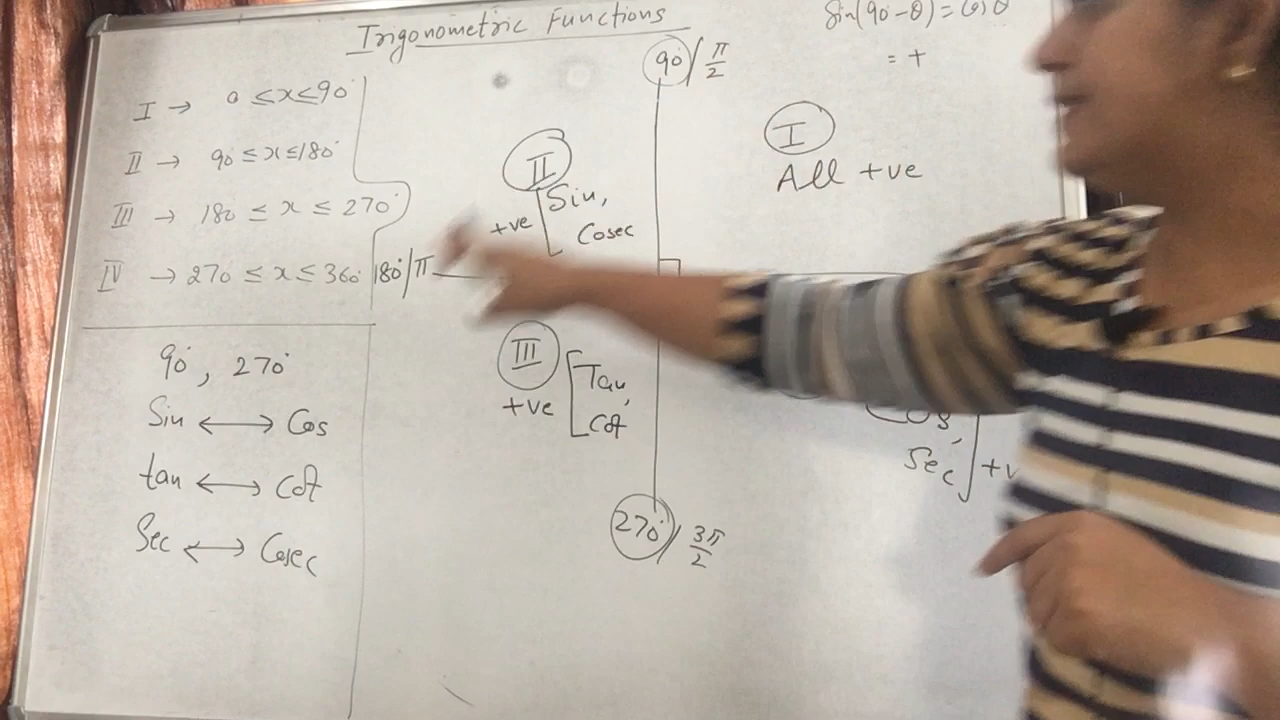 Trigonometric Functions
Sin(90-θ) = Cosθ
= +
I → 0 ≤ x ≤ 90°
II → 90 ≤ x ≤ 180°
III → 180 ≤ x ≤ 270°
IV → 270 ≤ x ≤ 360°
90°, 270°
Sin ↔ Cos
tan ↔ Cot
Sec ↔ Cosec
90° / π/2
I
All +ve
II
+ve [Sin,
Cosec
180°/π
III
+ve [Tan,
Cot
270° / 3π/2
Cos,
Sec] +v